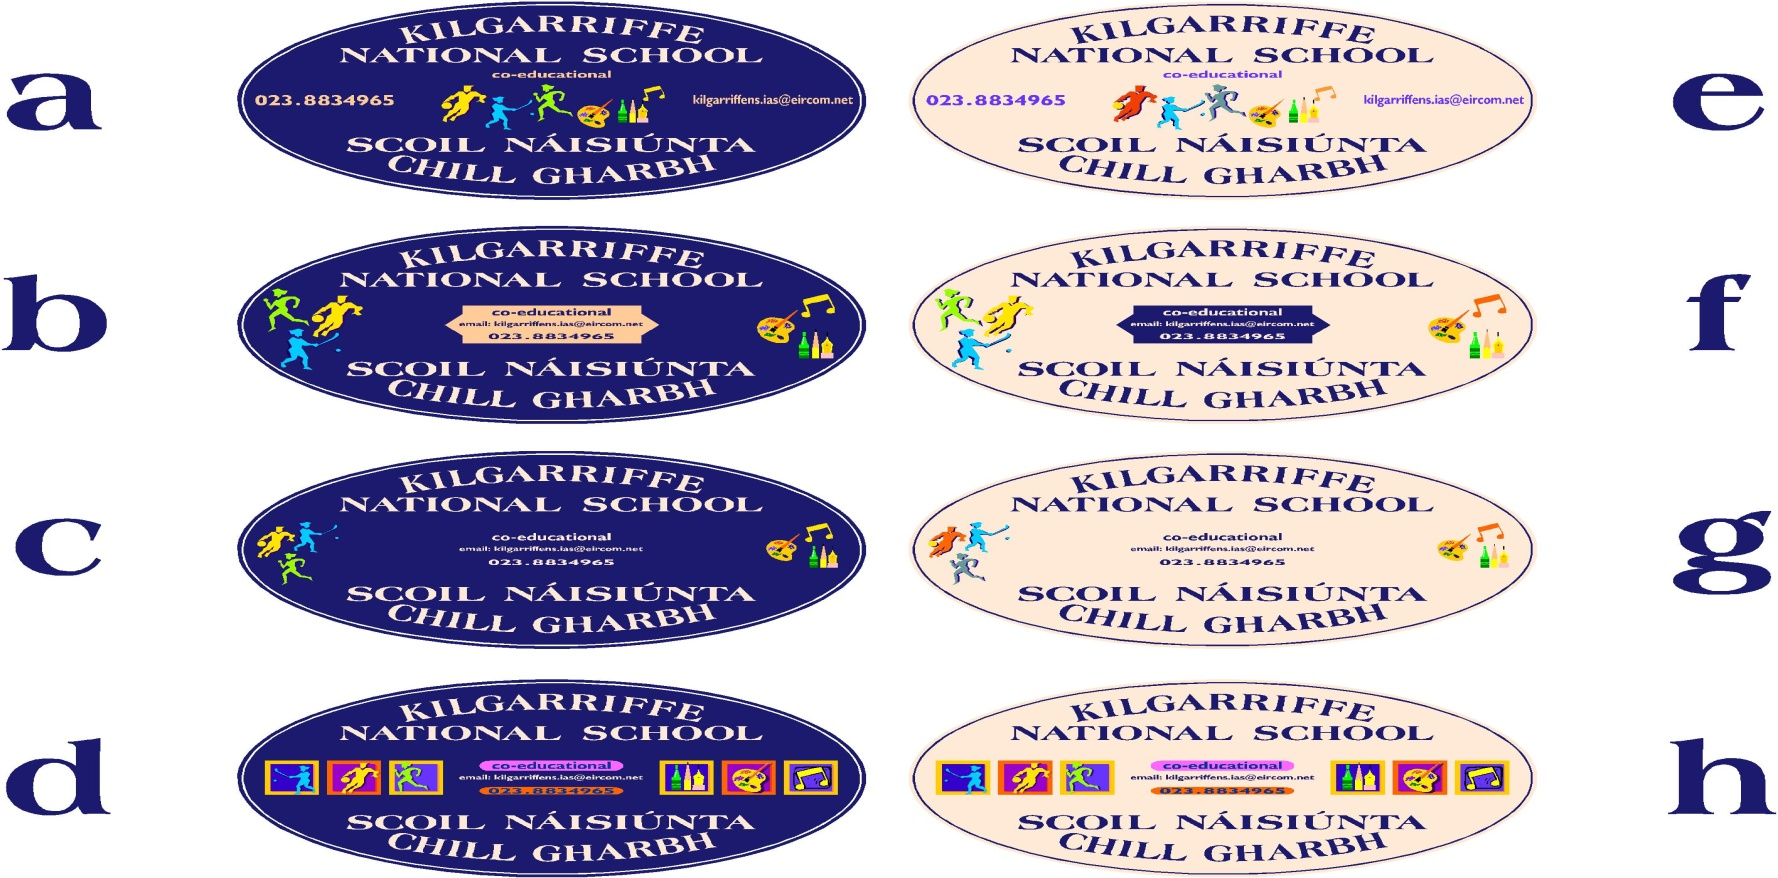 a
KILGARRIFFE
NATIONAL SCHOOL
co-educational
023.8834965
kilgarriffens.ias@eircom.net
SCOIL NÁISIÚNTA
CHILL GHARBH
e
KILGARRIFFE
NATIONAL SCHOOL
co-educational
023.8834965
kilgarriffens.ias@eircom.net
SCOIL NÁISIÚNTA
CHILL GHARBH
b
KILGARRIFFE
NATIONAL SCHOOL
co-educational
email: kilgarriffens.ias@eircom.net
023.8834965
SCOIL NÁISIÚNTA
CHILL GHARBH
f
KILGARRIFFE
NATIONAL SCHOOL
co-educational
email: kilgarriffens.ias@eircom.net
023.8834965
SCOIL NÁISIÚNTA
CHILL GHARBH
c
KILGARRIFFE
NATIONAL SCHOOL
co-educational
email: kilgarriffens.ias@eircom.net
023.8834965
SCOIL NÁISIÚNTA
CHILL GHARBH
g
KILGARRIFFE
NATIONAL SCHOOL
co-educational
email: kilgarriffens.ias@eircom.net
023.8834965
SCOIL NÁISIÚNTA
CHILL GHARBH
d
KILGARRIFFE
NATIONAL SCHOOL
co-educational
email: kilgarriffens.ias@eircom.net
023.8834965
SCOIL NÁISIÚNTA
CHILL GHARBH
h
KILGARRIFFE
NATIONAL SCHOOL
co-educational
email: kilgarriffens.ias@eircom.net
023.8834965
SCOIL NÁISIÚNTA
CHILL GHARBH